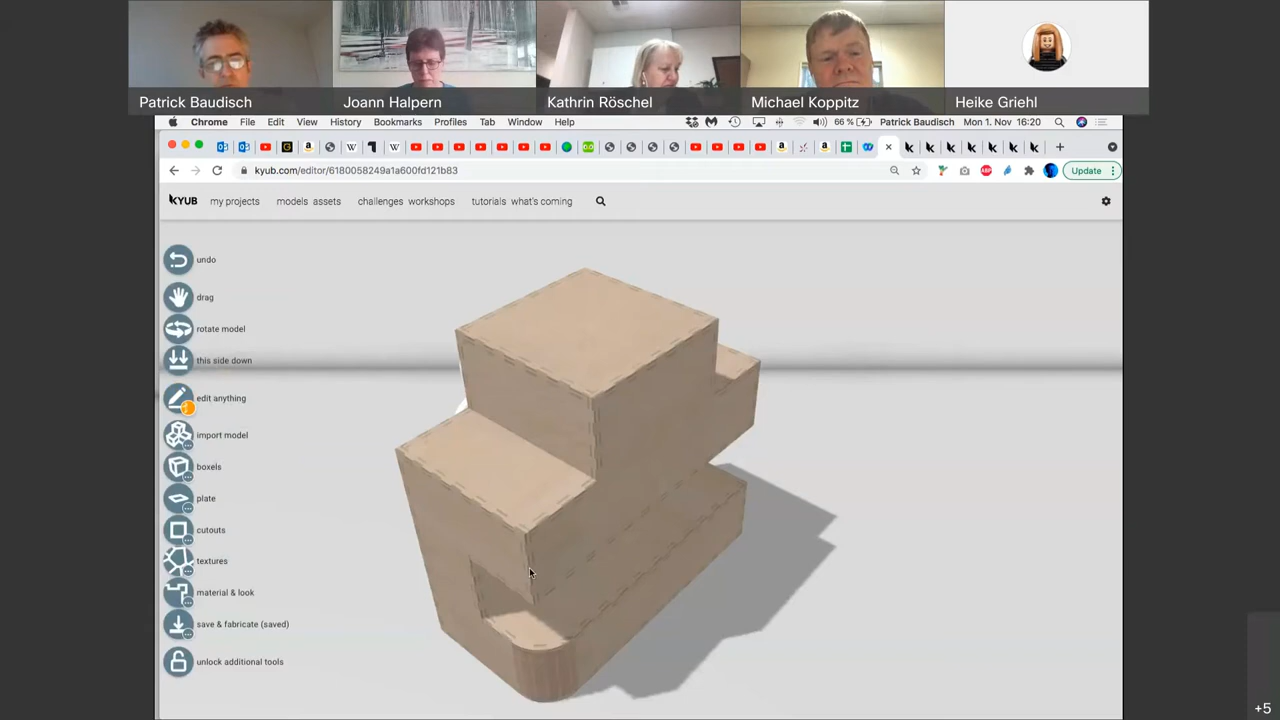 Patrick Baudisch
Joann Halpern
Kathrin Röschel
Michael Koppitz
Heike Griehl
Chrome File Edit View History Bookmarks Profiles Tab Window Help 66 % Patrick Baudisch Mon 1. Nov 16:20
kyub.com/editor/6180058249a1a600fd121b83 ABP Update
KYUB my projects models assets challenges workshops tutorials what's coming
undo
drag
rotate model
this side down
edit anything
import model
boxels
plate
cutouts
textures
material & look
save & fabricate (saved)
unlock additional tools
+5